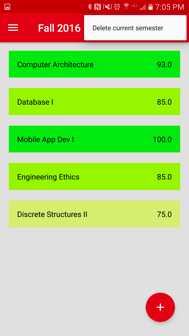 7:05 PM
Fall 2016
Delete current semester
Computer Architecture 93.0
Database I 85.0
Mobile App Dev I 100.0
Engineering Ethics 85.0
Discrete Structures II 75.0
+